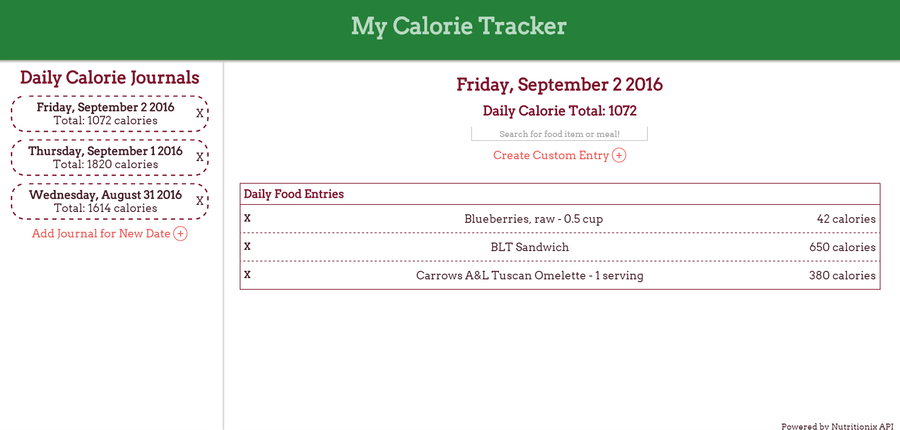 My Calorie Tracker
Daily Calorie Journals
Friday, September 2 2016
Total: 1072 calories
X
Thursday, September 1 2016
Total: 1820 calories
X
Wednesday, August 31 2016
Total: 1614 calories
X
Add Journal for New Date +
Friday, September 2 2016
Daily Calorie Total: 1072
Search for food item or meal!
Create Custom Entry +
Daily Food Entries
X Blueberries, raw - 0.5 cup 42 calories
X BLT Sandwich 650 calories
X Carrows A&L Tuscan Omelette - 1 serving 380 calories
Powered by Nutritionix API